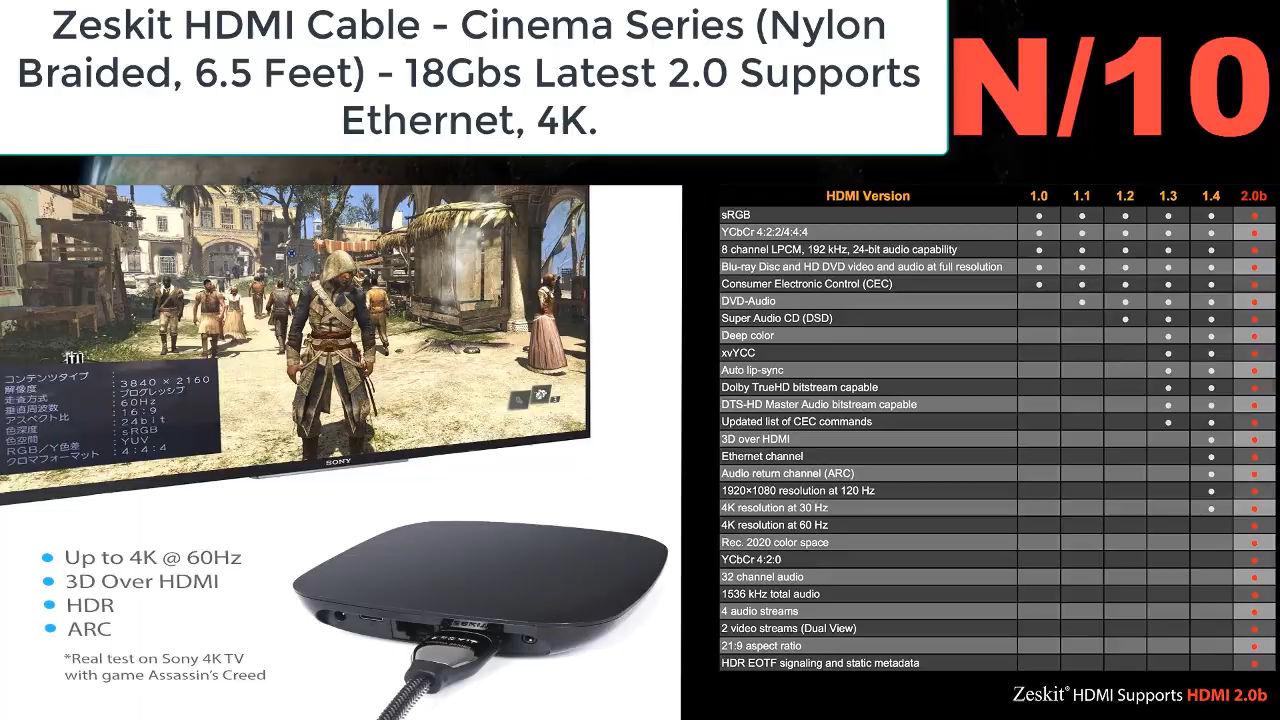 Zeskit HDMI Cable - Cinema Series (Nylon
Braided, 6.5 Feet) - 18Gbs Latest 2.0 Supports
Ethernet, 4K.
N/10
コンテンツタイプ :
解像度 : 3840 × 2160
走査方式 : プログレッシブ
垂直周波数 : 60Hz
アスペクト比 : 16:9
色深度 : 24bit
色空間 : sRGB
RGB/Y色差 : YUV
クロマフォーマット : 4:4:4
SONY
Up to 4K @ 60Hz
3D Over HDMI
HDR
ARC
*Real test on Sony 4K TV
with game Assassin's Creed
ZESKIT
HDMI Version 1.0 1.1 1.2 1.3 1.4 2.0b
sRGB
YCbCr 4:2:2/4:4:4
8 channel LPCM, 192 kHz, 24-bit audio capability
Blu-ray Disc and HD DVD video and audio at full resolution
Consumer Electronic Control (CEC)
DVD-Audio
Super Audio CD (DSD)
Deep color
xvYCC
Auto lip-sync
Dolby TrueHD bitstream capable
DTS-HD Master Audio bitstream capable
Updated list of CEC commands
3D over HDMI
Ethernet channel
Audio return channel (ARC)
1920×1080 resolution at 120 Hz
4K resolution at 30 Hz
4K resolution at 60 Hz
Rec. 2020 color space
YCbCr 4:2:0
32 channel audio
1536 kHz total audio
4 audio streams
2 video streams (Dual View)
21:9 aspect ratio
HDR EOTF signaling and static metadata
Zeskit® HDMI Supports HDMI 2.0b